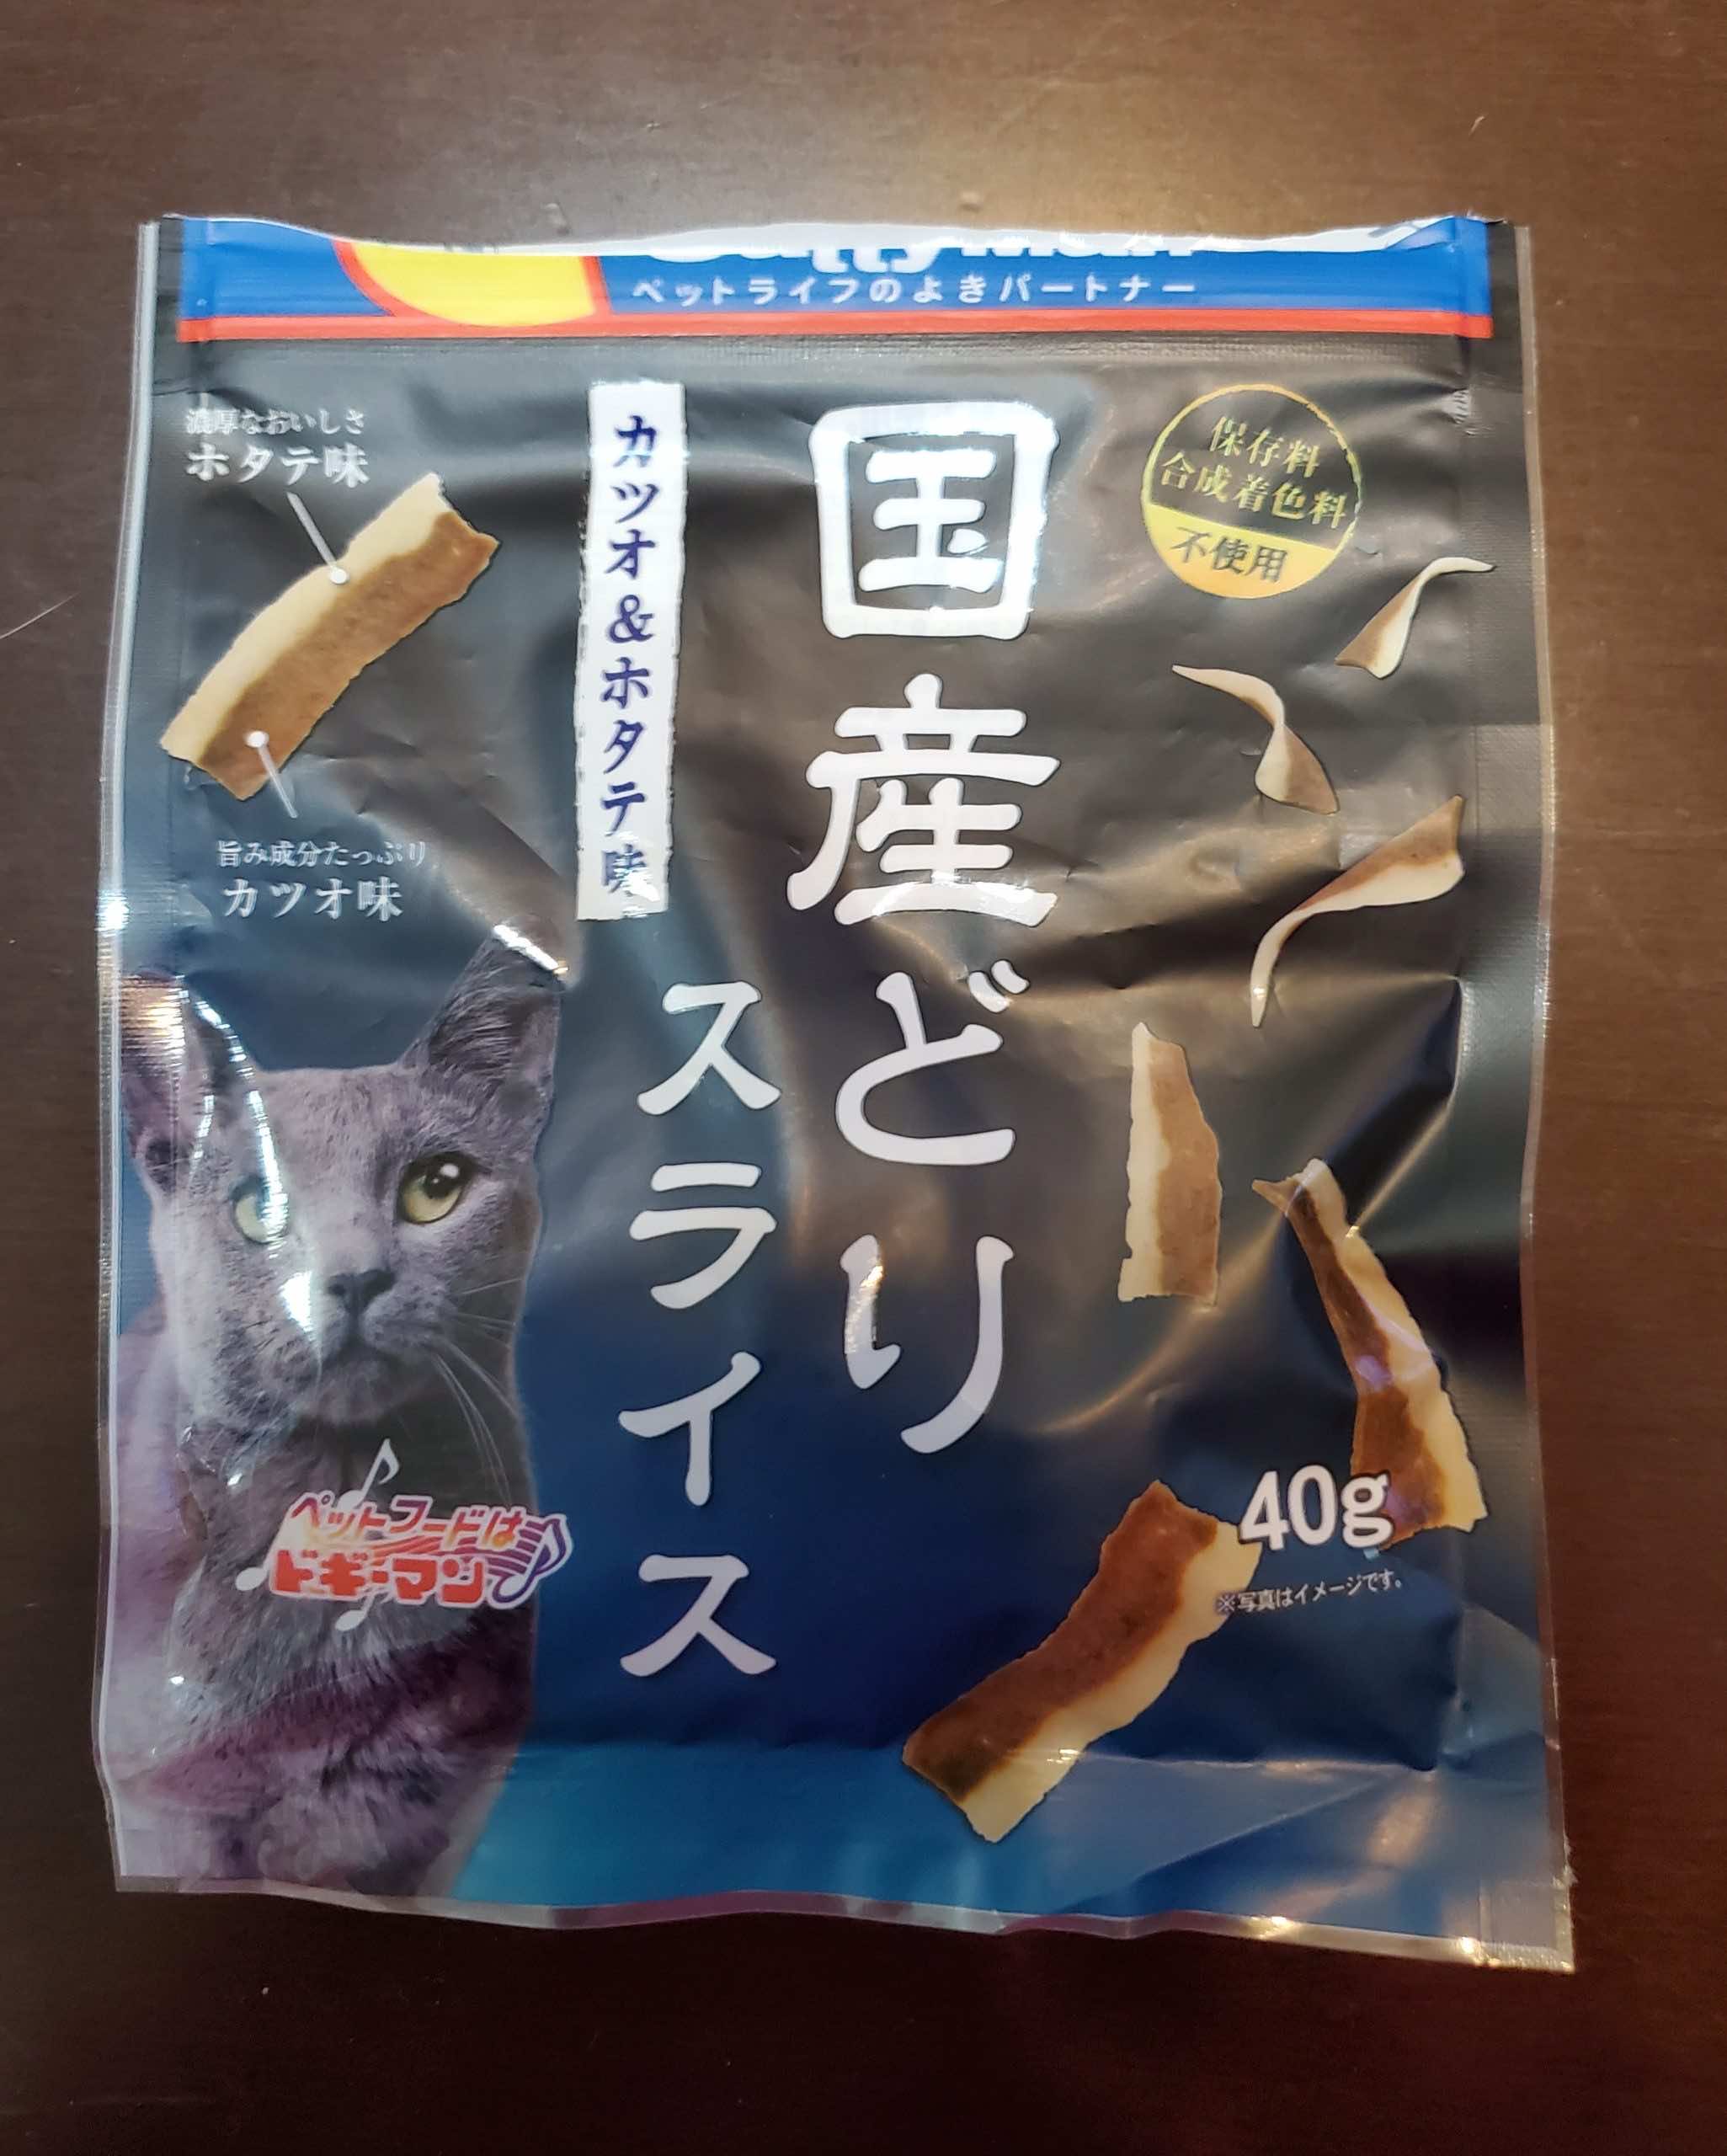 ペットライフのよきパートナー
濃厚なおいしさ
ホタテ味
旨み成分たっぷり
カツオ味
カツオ&ホタテ味
国産どり
スライス
保存料
合成着色料
不使用
ペットフードは
ドギーマン
40g
※写真はイメージです。